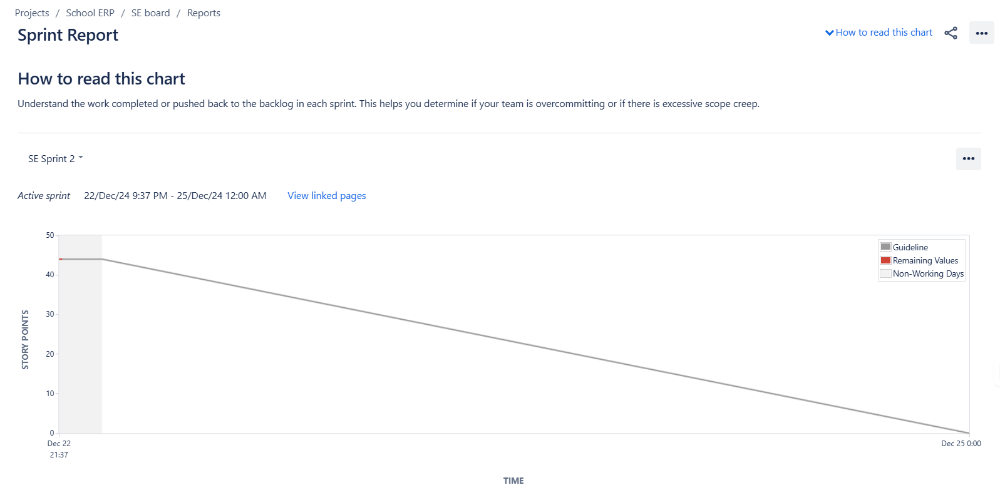 Projects / School ERP / SE board / Reports
Sprint Report
How to read this chart
How to read this chart
Understand the work completed or pushed back to the backlog in each sprint. This helps you determine if your team is overcommitting or if there is excessive scope creep.
SE Sprint 2
Active sprint 22/Dec/24 9:37 PM - 25/Dec/24 12:00 AM View linked pages
50
40
30
20
10
0
STORY POINTS
Guideline
Remaining Values
Non-Working Days
Dec 22
21:37
Dec 25 0:00
TIME